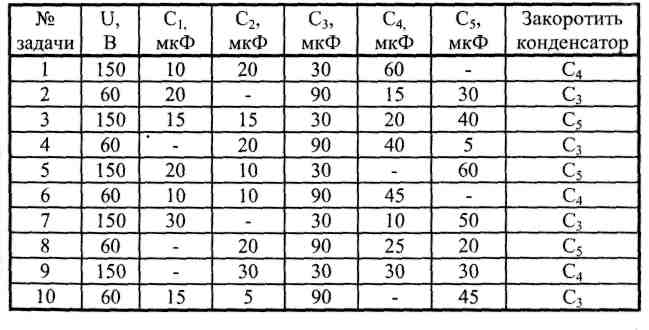 № задачи U, В C₁, мкФ C₂, мкФ C₃, мкФ C₄, мкФ C₅, мкФ Закоротить конденсатор
1 150 10 20 30 60 - C₄
2 60 20 - 90 15 30 C₃
3 150 15 15 30 20 40 C₅
4 60 - 20 90 40 5 C₃
5 150 20 10 30 - 60 C₅
6 60 10 10 90 45 - C₄
7 150 30 - 30 10 50 C₃
8 60 - 20 90 25 20 C₅
9 150 - 30 30 30 30 C₄
10 60 15 5 90 - 45 C₃